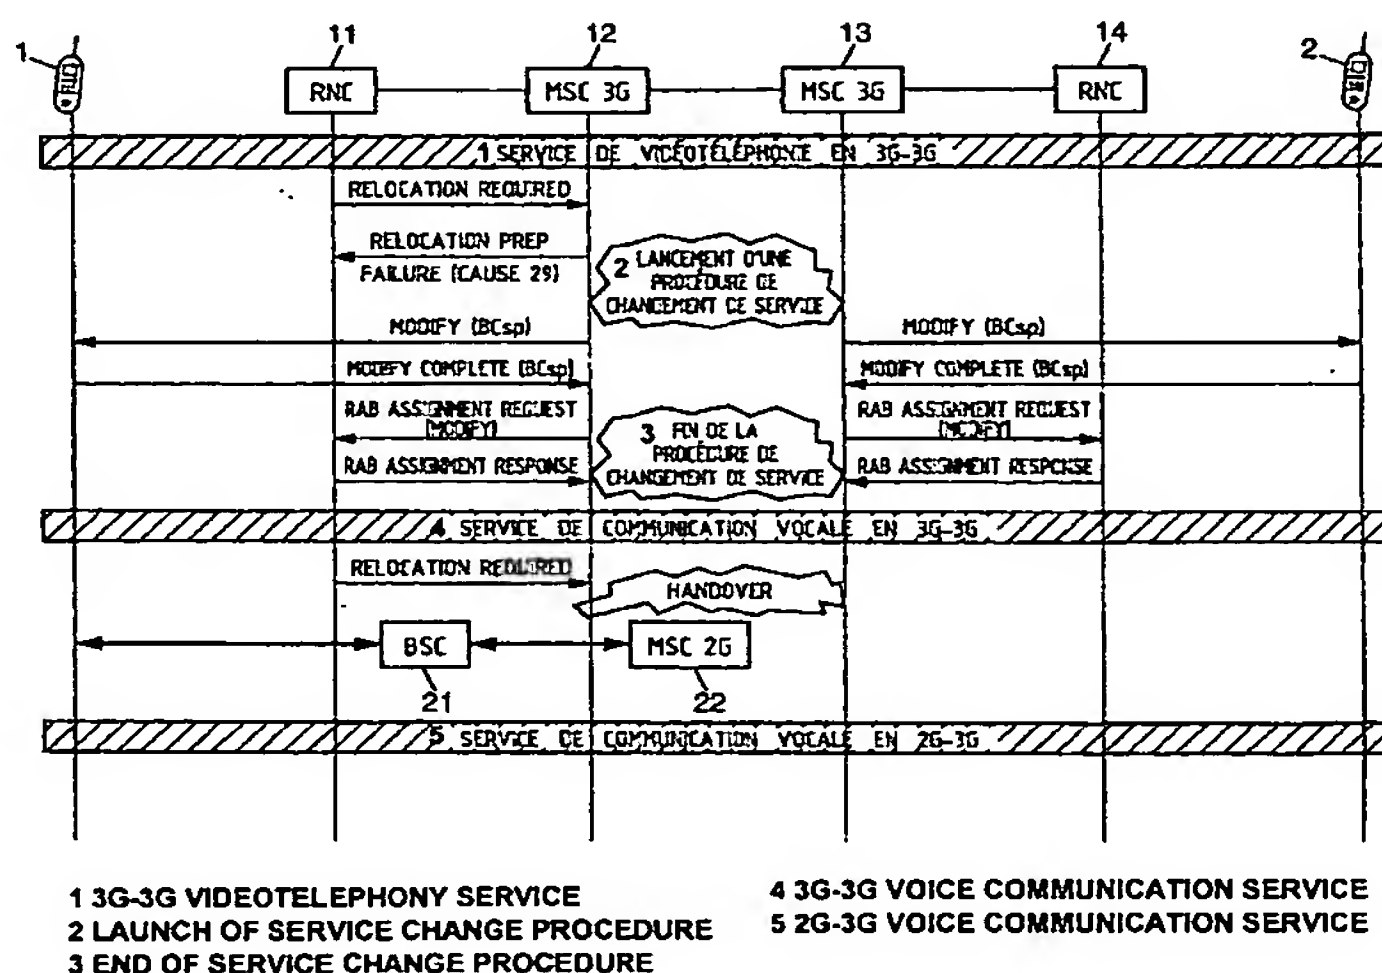 11 12 13 14
1 2
RNC MSC 3G MSC 3G RNC
1 SERVICE DE VIDÉOTÉLÉPHONIE EN 3G-3G
RELOCATION REQUIRED
RELOCATION PREP
FAILURE (CAUSE 29)
2 LANCEMENT D'UNE
PROCÉDURE DE
CHANGEMENT DE SERVICE
MODIFY (BCsp) MODIFY (BCsp)
MODIFY COMPLETE (BCsp) MODIFY COMPLETE (BCsp)
RAB ASSIGNMENT REQUEST RAB ASSIGNMENT REQUEST
(MODIFY) (MODIFY)
3 FIN DE LA
PROCÉDURE DE
CHANGEMENT DE SERVICE
RAB ASSIGNMENT RESPONSE RAB ASSIGNMENT RESPONSE
4 SERVICE DE COMMUNICATION VOCALE EN 3G-3G
RELOCATION REQUIRED
HANDOVER
BSC MSC 2G
21 22
5 SERVICE DE COMMUNICATION VOCALE EN 2G-3G
1 3G-3G VIDEOTELEPHONY SERVICE
2 LAUNCH OF SERVICE CHANGE PROCEDURE
3 END OF SERVICE CHANGE PROCEDURE
4 3G-3G VOICE COMMUNICATION SERVICE
5 2G-3G VOICE COMMUNICATION SERVICE